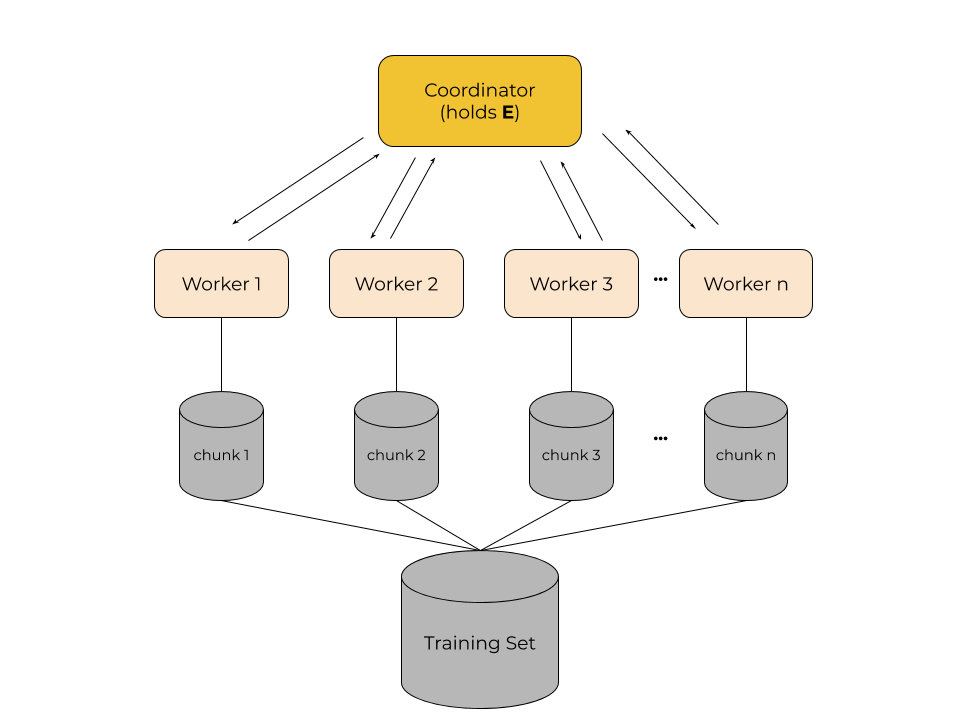 Coordinator
(holds E)
Worker 1
Worker 2
Worker 3
...
Worker n
chunk 1
chunk 2
chunk 3
...
chunk n
Training Set